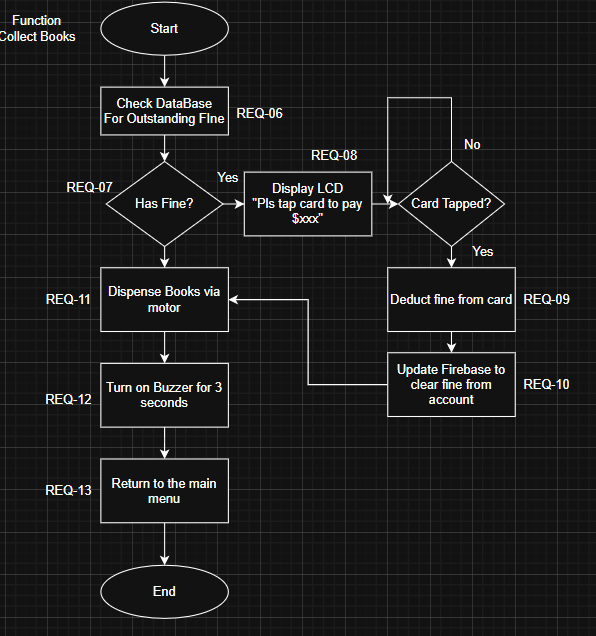 Function
Collect Books
Start
Check DataBase
For Outstanding FIne
REQ-06
REQ-07
Has Fine?
Yes
REQ-08
Display LCD
"Pls tap card to pay
$xxx"
No
Card Tapped?
Yes
REQ-11
Dispense Books via
motor
Deduct fine from card
REQ-09
REQ-12
Turn on Buzzer for 3
seconds
Update Firebase to
clear fine from
account
REQ-10
REQ-13
Return to the main
menu
End